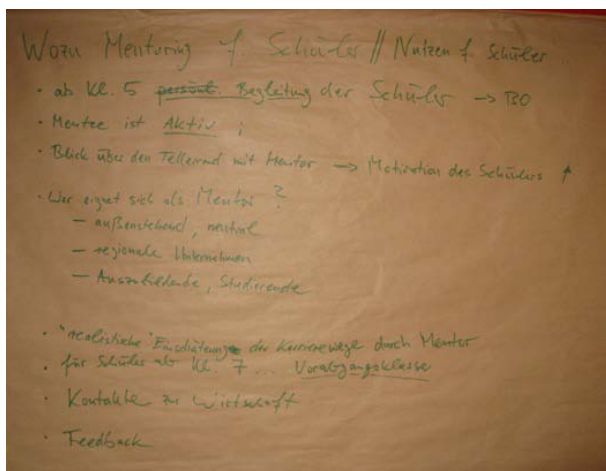 Wozu Mentoring f. Schüler // Nutzen f. Schüler
• ab Kl. 5 persönl. Begleitung der Schüler → BO
• Mentee ist Aktiv ;
• Blick über den Tellerrand mit Mentor → Motivation des Schülers ↑
• Wer eignet sich als Mentor ?
– außenstehend, neutral
– regionale Unternehmen
– Auszubildende, Studierende
• "realistische" Einschätzung der Karrierewege durch Mentor
• für Schüler ab Kl. 7 ... Vorabgangsklasse
• Kontakte zu Wirtschaft
• Feedback